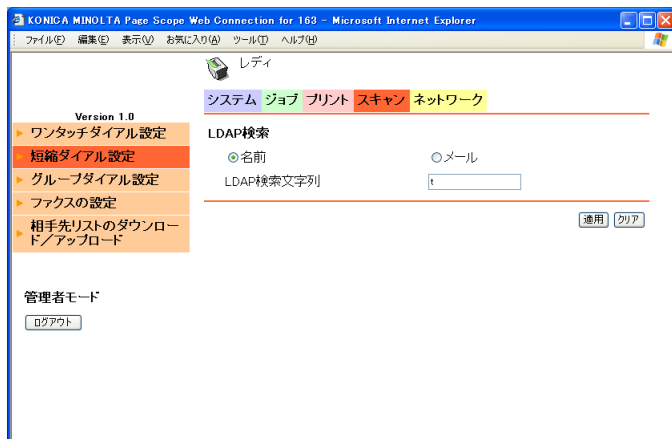 KONICA MINOLTA Page Scope Web Connection for 163 - Microsoft Internet Explorer
ファイル(F) 編集(E) 表示(V) お気に入り(A) ツール(T) ヘルプ(H)
レディ
システム ジョブ プリント スキャン ネットワーク
Version 1.0
ワンタッチダイアル設定
短縮ダイアル設定
グループダイアル設定
ファクスの設定
相手先リストのダウンロー
ド/アップロード
LDAP検索
名前 メール
LDAP検索文字列 t
適用 クリア
管理者モード
ログアウト